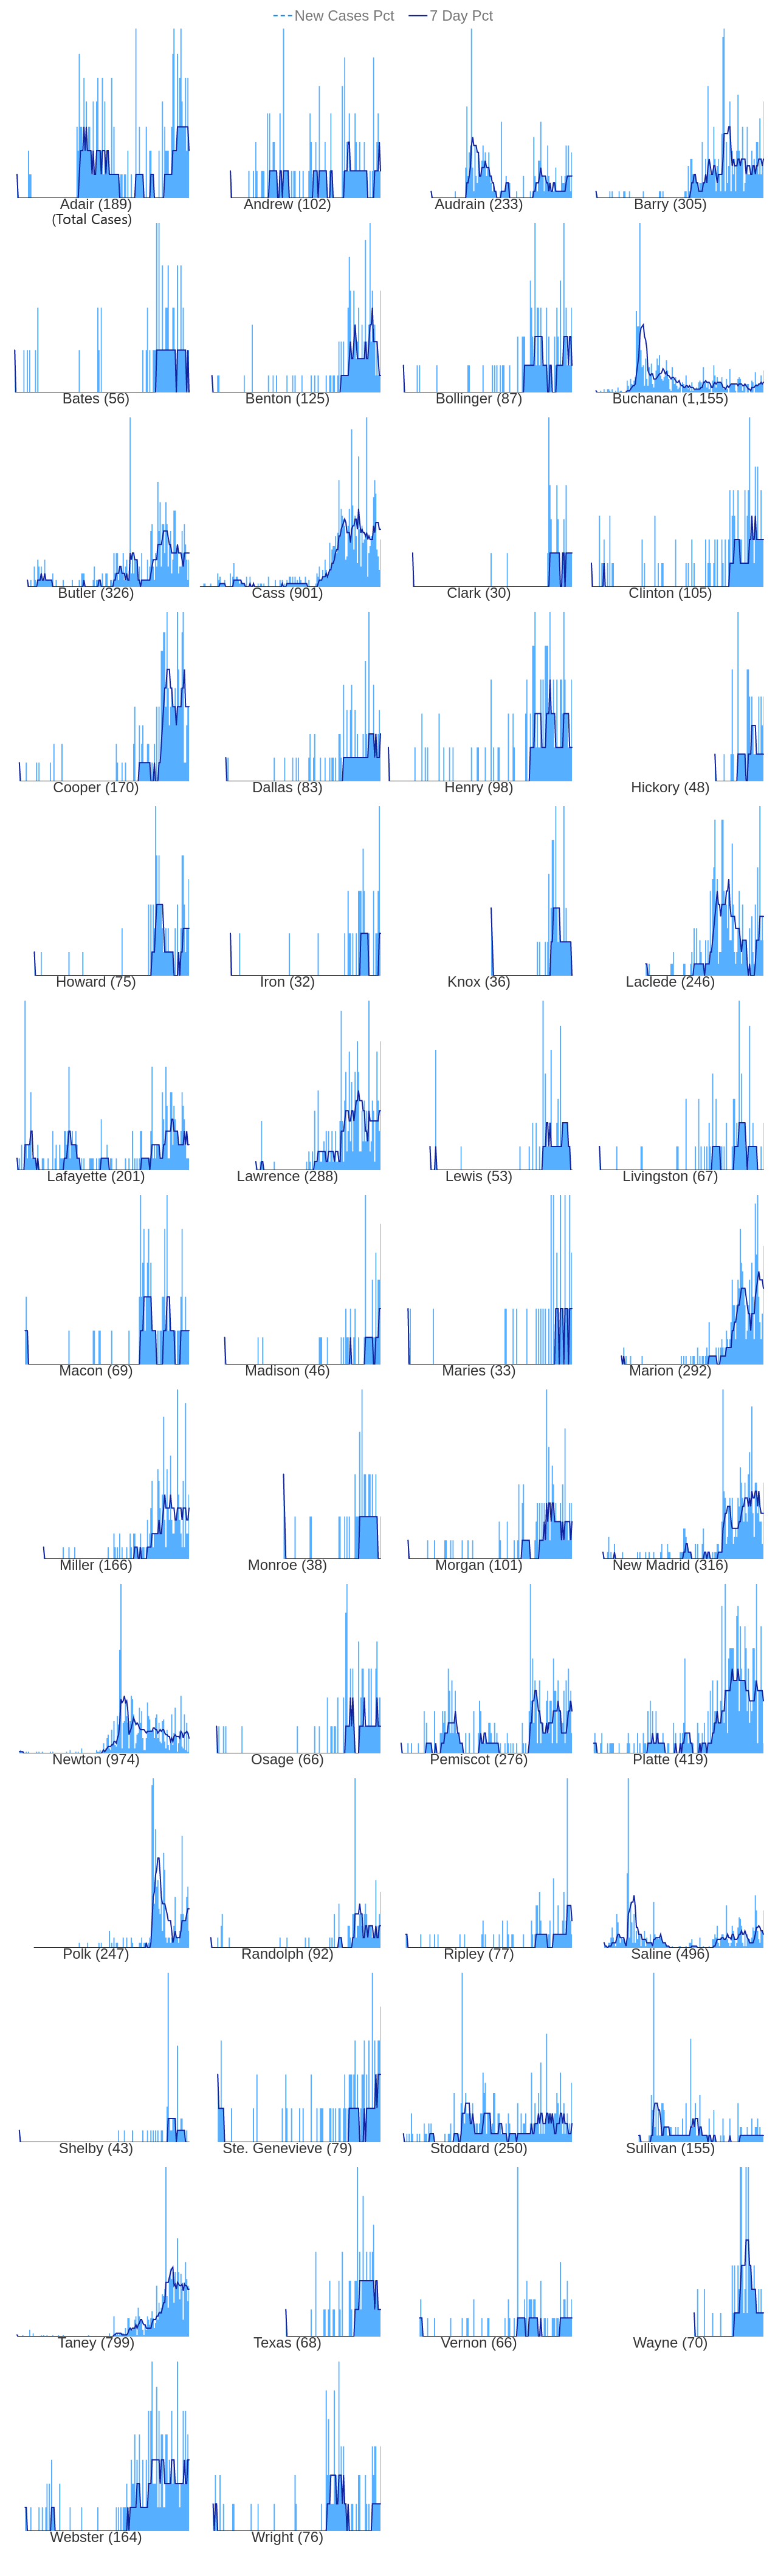 New Cases Pct 7 Day Pct
Adair (189) Andrew (102) Audrain (233) Barry (305)
(Total Cases)
Bates (56) Benton (125) Bollinger (87) Buchanan (1,155)
Butler (326) Cass (901) Clark (30) Clinton (105)
Cooper (170) Dallas (83) Henry (98) Hickory (48)
Howard (75) Iron (32) Knox (36) Laclede (246)
Lafayette (201) Lawrence (288) Lewis (53) Livingston (67)
Macon (69) Madison (46) Maries (33) Marion (292)
Miller (166) Monroe (38) Morgan (101) New Madrid (316)
Newton (974) Osage (66) Pemiscot (276) Platte (419)
Polk (247) Randolph (92) Ripley (77) Saline (496)
Shelby (43) Ste. Genevieve (79) Stoddard (250) Sullivan (155)
Taney (799) Texas (68) Vernon (66) Wayne (70)
Webster (164) Wright (76)